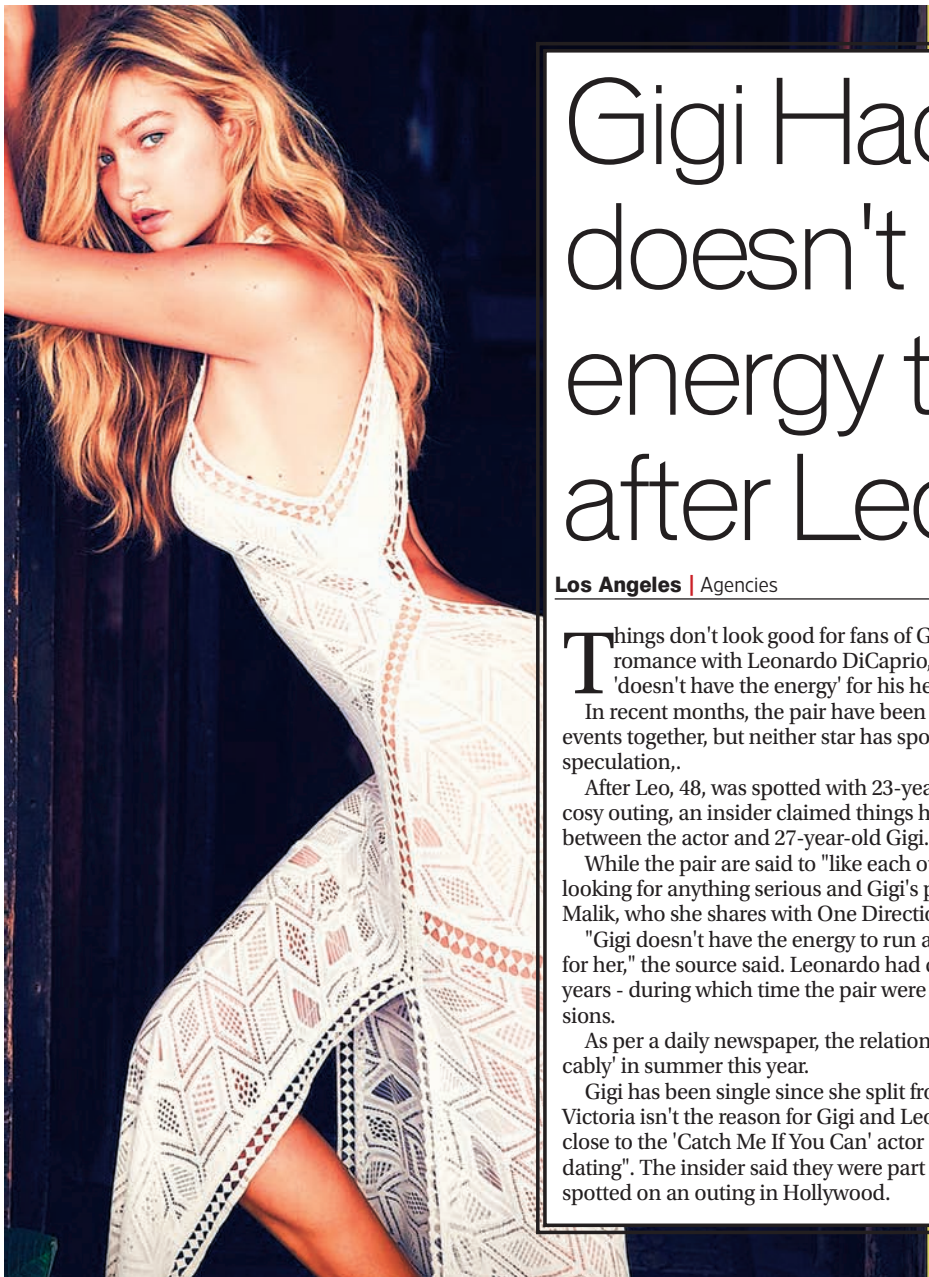 Gigi Had
doesn't
energy t
after Leo
Los Angeles | Agencies
Things don't look good for fans of G
romance with Leonardo DiCaprio,
'doesn't have the energy' for his he
In recent months, the pair have been
events together, but neither star has spo
speculation,.
After Leo, 48, was spotted with 23-yea
cosy outing, an insider claimed things h
between the actor and 27-year-old Gigi.
While the pair are said to "like each o
looking for anything serious and Gigi's p
Malik, who she shares with One Directio
"Gigi doesn't have the energy to run a
for her," the source said. Leonardo had
years - during which time the pair were
sions.
As per a daily newspaper, the relation
cably' in summer this year.
Gigi has been single since she split fro
Victoria isn't the reason for Gigi and Leo
close to the 'Catch Me If You Can' actor
dating". The insider said they were part
spotted on an outing in Hollywood.